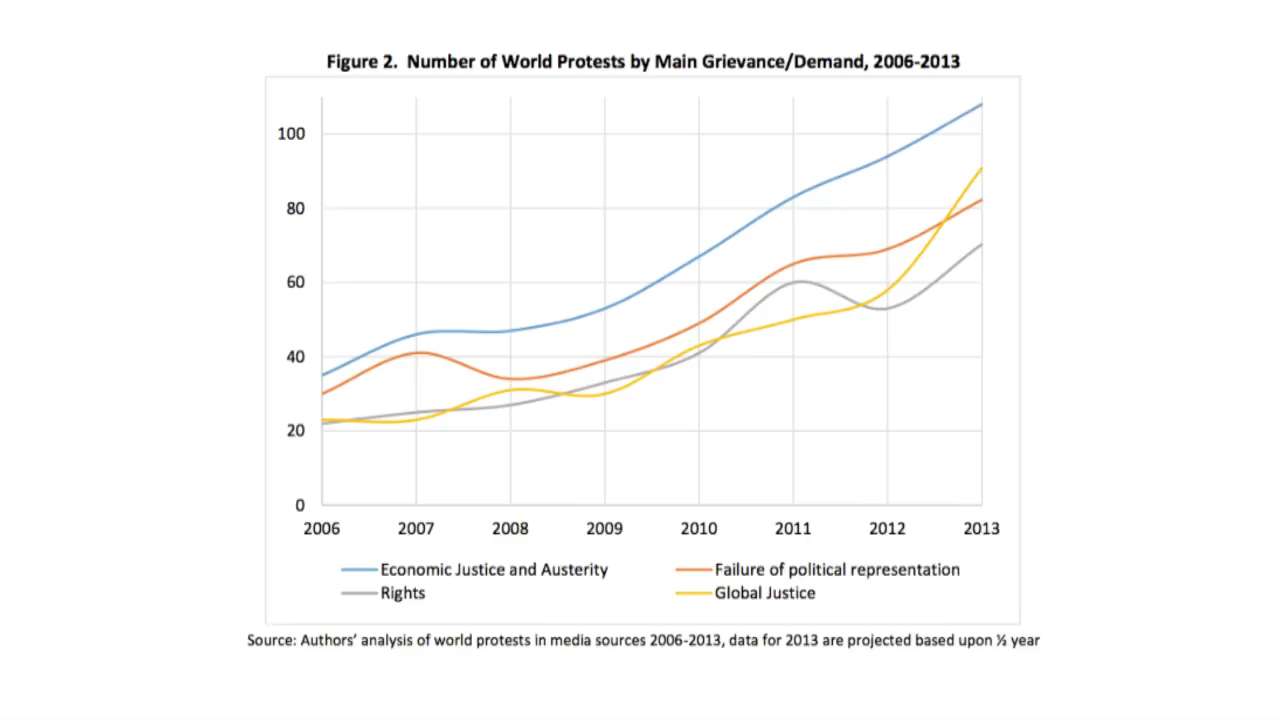 Figure 2. Number of World Protests by Main Grievance/Demand, 2006-2013
100
80
60
40
20
0
2006 2007 2008 2009 2010 2011 2012 2013
Economic Justice and Austerity Failure of political representation
Rights Global Justice
Source: Authors’ analysis of world protests in media sources 2006-2013, data for 2013 are projected based upon ½ year